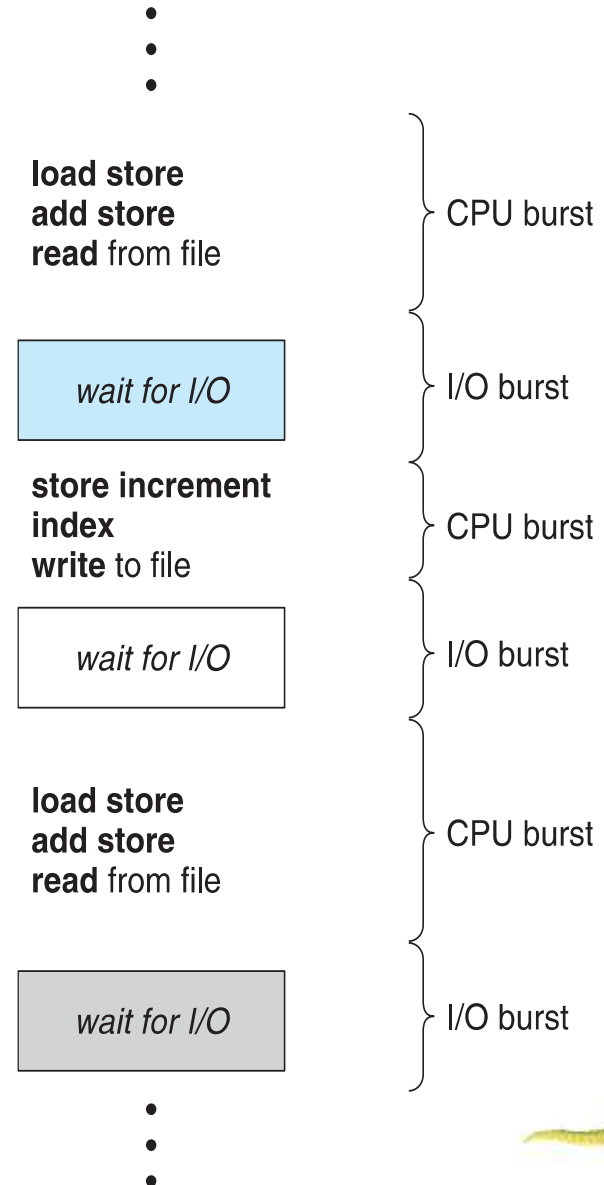 load store
add store
read from file
CPU burst
wait for I/O
I/O burst
store increment
index
write to file
CPU burst
wait for I/O
I/O burst
load store
add store
read from file
CPU burst
wait for I/O
I/O burst